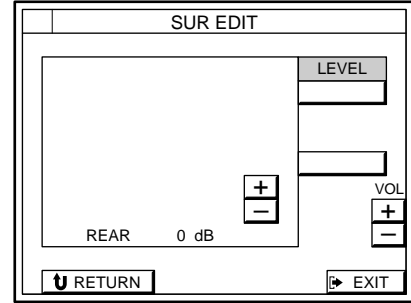 SUR EDIT
LEVEL
+
−
VOL
+
−
REAR 0 dB
RETURN
EXIT